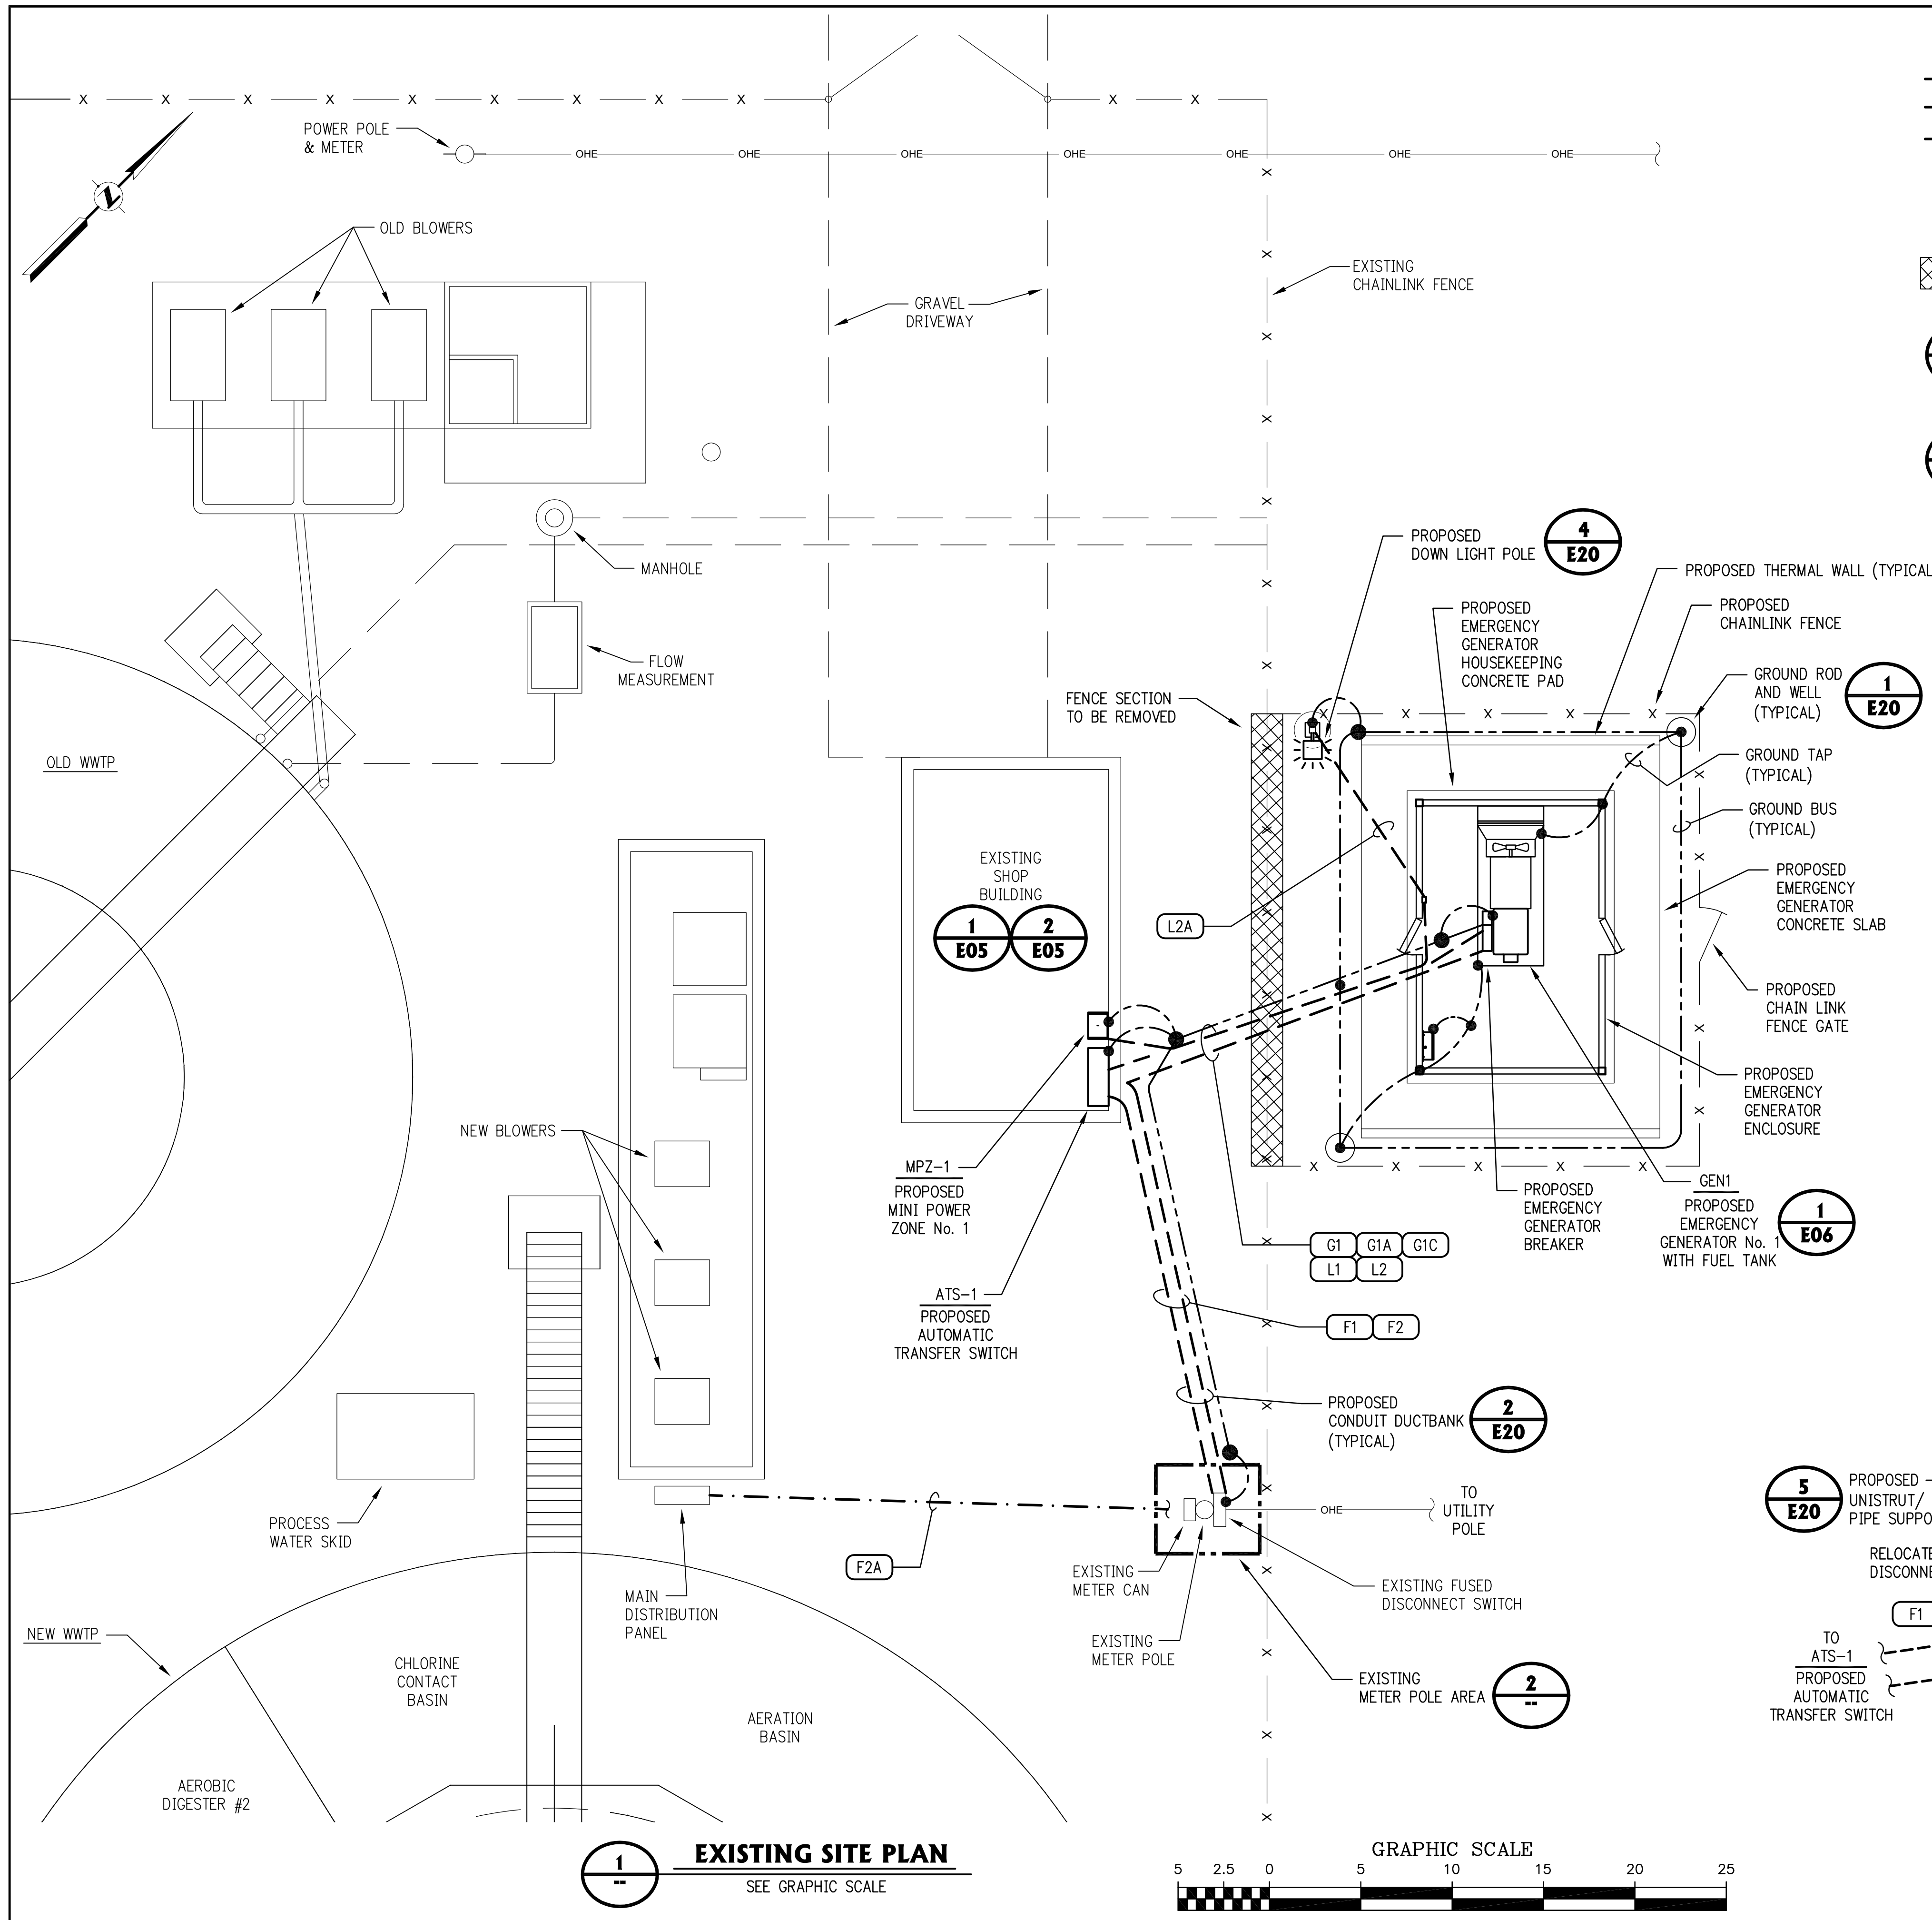 POWER POLE
& METER
X X X X X X X X X X X
OHE OHE OHE OHE OHE OHE OHE
Z
OLD BLOWERS
GRAVEL
DRIVEWAY
EXISTING
CHAINLINK FENCE
MANHOLE
FLOW
MEASUREMENT
OLD WWTP
PROPOSED
DOWN LIGHT POLE
4
E20
PROPOSED THERMAL WALL (TYPICAL
PROPOSED
CHAINLINK FENCE
PROPOSED
EMERGENCY
GENERATOR
HOUSEKEEPING
CONCRETE PAD
GROUND ROD
AND WELL
(TYPICAL)
1
E20
FENCE SECTION
TO BE REMOVED
X X X X X
GROUND TAP
(TYPICAL)
GROUND BUS
(TYPICAL)
PROPOSED
EMERGENCY
GENERATOR
CONCRETE SLAB
PROPOSED
CHAIN LINK
FENCE GATE
PROPOSED
EMERGENCY
GENERATOR
ENCLOSURE
EXISTING
SHOP
BUILDING
1
E05
2
E05
L2A
NEW BLOWERS
MPZ-1
PROPOSED
MINI POWER
ZONE No. 1
X X X X X
PROPOSED
EMERGENCY
GENERATOR
BREAKER
GEN1
PROPOSED
EMERGENCY
GENERATOR No. 1
WITH FUEL TANK
1
E06
G1 G1A G1C
L1 L2
ATS-1
PROPOSED
AUTOMATIC
TRANSFER SWITCH
F1 F2
PROPOSED
CONDUIT DUCTBANK
(TYPICAL)
2
E20
PROCESS
WATER SKID
F2A
MAIN
DISTRIBUTION
PANEL
OHE
TO
UTILITY
POLE
EXISTING
METER CAN
EXISTING FUSED
DISCONNECT SWITCH
EXISTING
METER POLE
EXISTING
METER POLE AREA
2
--
5
E20
PROPOSED
UNISTRUT/
PIPE SUPPO
RELOCATE
DISCONNE
F1
TO
ATS-1
PROPOSED
AUTOMATIC
TRANSFER SWITCH
NEW WWTP
CHLORINE
CONTACT
BASIN
AERATION
BASIN
AEROBIC
DIGESTER #2
1
--
EXISTING SITE PLAN
SEE GRAPHIC SCALE
GRAPHIC SCALE
5 2.5 0 5 10 15 20 25